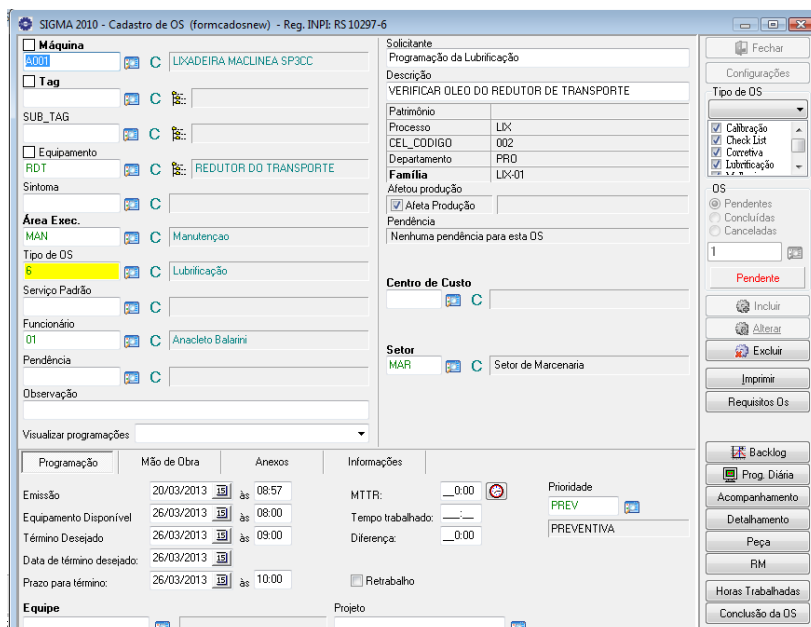 SIGMA 2010 - Cadastro de OS (formcadosnew) - Reg. INPI: RS 10297-6
Máquina
A001
C
LIXADEIRA MACLINEA SP3CC
Tag
C
SUB_TAG
C
Equipamento
RDT
C
REDUTOR DO TRANSPORTE
Sintoma
C
Área Exec.
MAN
C
Manutençao
Tipo de OS
6
C
Lubrificação
Serviço Padrão
C
Funcionário
01
C
Anacleto Balarini
Pendência
C
Observação
Visualizar programações
Solicitante
Programação da Lubrificação
Descrição
VERIFICAR OLEO DO REDUTOR DE TRANSPORTE
Patrimônio
Processo LIX
CEL_CODIGO 002
Departamento PRO
Família LIX-01
Afetou produção
Afeta Produção
Pendência
Nenhuma pendência para esta OS
Centro de Custo
C
Setor
MAR
C
Setor de Marcenaria
Programação Mão de Obra Anexos Informações
Emissão 20/03/2013 15 às 08:57
Equipamento Disponível 26/03/2013 15 às 08:00
Término Desejado 26/03/2013 15 às 09:00
Data de término desejado: 26/03/2013 15
Prazo para término: 26/03/2013 15 às 10:00
MTTR: __0:00
Tempo trabalhado: ___:__
Diferença: __0:00
Retrabalho
Prioridade
PREV
PREVENTIVA
Equipe
Projeto
Fechar
Configurações
Tipo de OS
Calibração
Check List
Corretiva
Lubrificação
OS
Pendentes
Concluídas
Canceladas
1
Pendente
Incluir
Alterar
Excluir
Imprimir
Requisitos Os
Backlog
Prog. Diária
Acompanhamento
Detalhamento
Peça
RM
Horas Trabalhadas
Conclusão da OS